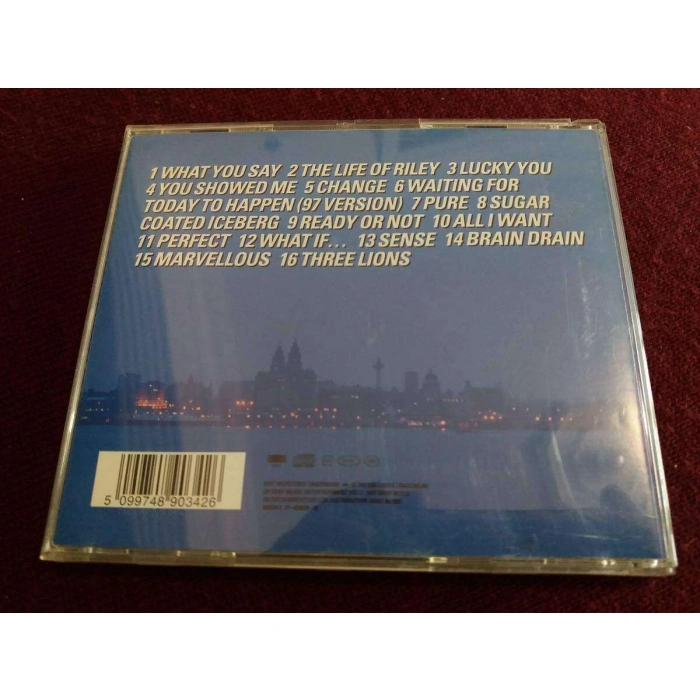 1 WHAT YOU SAY 2 THE LIFE OF RILEY 3 LUCKY YOU
4 YOU SHOWED ME 5 CHANGE 6 WAITING FOR
TODAY TO HAPPEN (97 VERSION) 7 PURE 8 SUGAR
COATED ICEBERG 9 READY OR NOT 10 ALL I WANT
11 PERFECT 12 WHAT IF... 13 SENSE 14 BRAIN DRAIN
15 MARVELLOUS 16 THREE LIONS
5 099748 903426